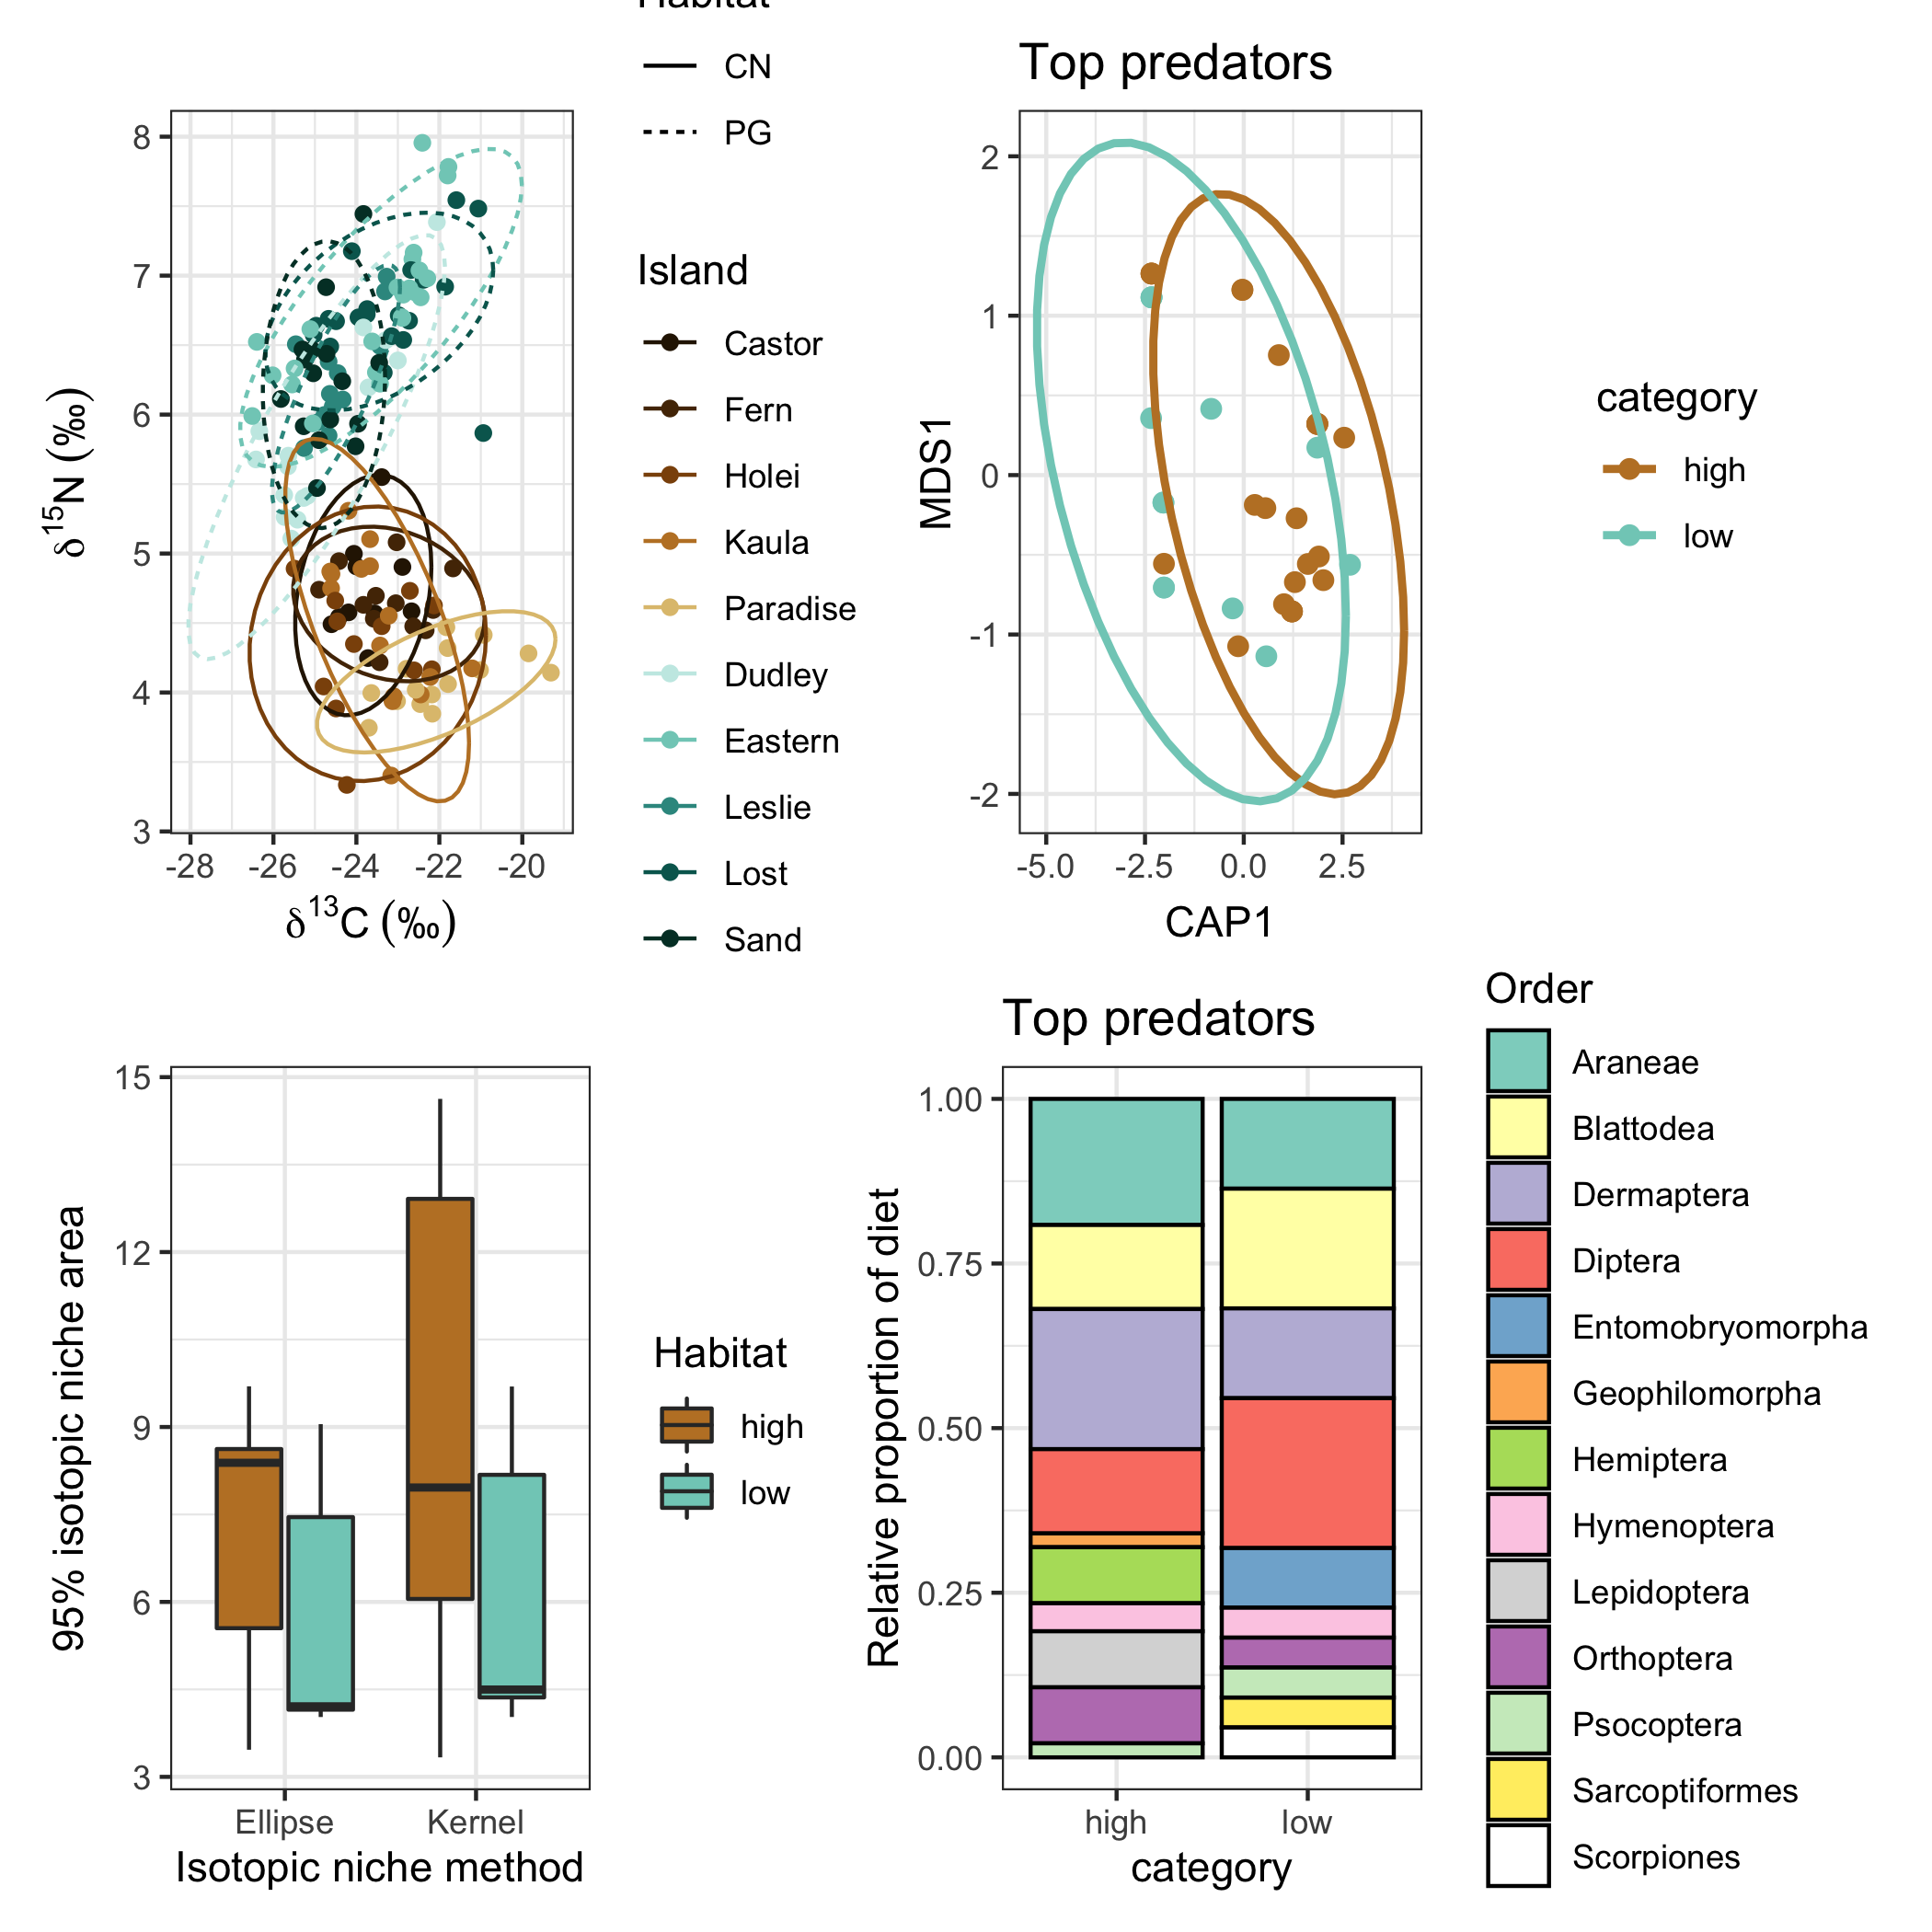 Habitat
CN
PG
8
7
6
5
4
3
-28 -26 -24 -22 -20
δ¹⁵N (‰)
δ¹³C (‰)
Island
Castor
Fern
Holei
Kaula
Paradise
Dudley
Eastern
Leslie
Lost
Sand
Top predators
2
1
0
-1
-2
-5.0 -2.5 0.0 2.5
MDS1
CAP1
category
high
low
15
12
9
6
3
Ellipse Kernel
95% isotopic niche area
Isotopic niche method
Habitat
high
low
Top predators
1.00
0.75
0.50
0.25
0.00
high low
Relative proportion of diet
category
Order
Araneae
Blattodea
Dermaptera
Diptera
Entomobryomorpha
Geophilomorpha
Hemiptera
Hymenoptera
Lepidoptera
Orthoptera
Psocoptera
Sarcoptiformes
Scorpiones